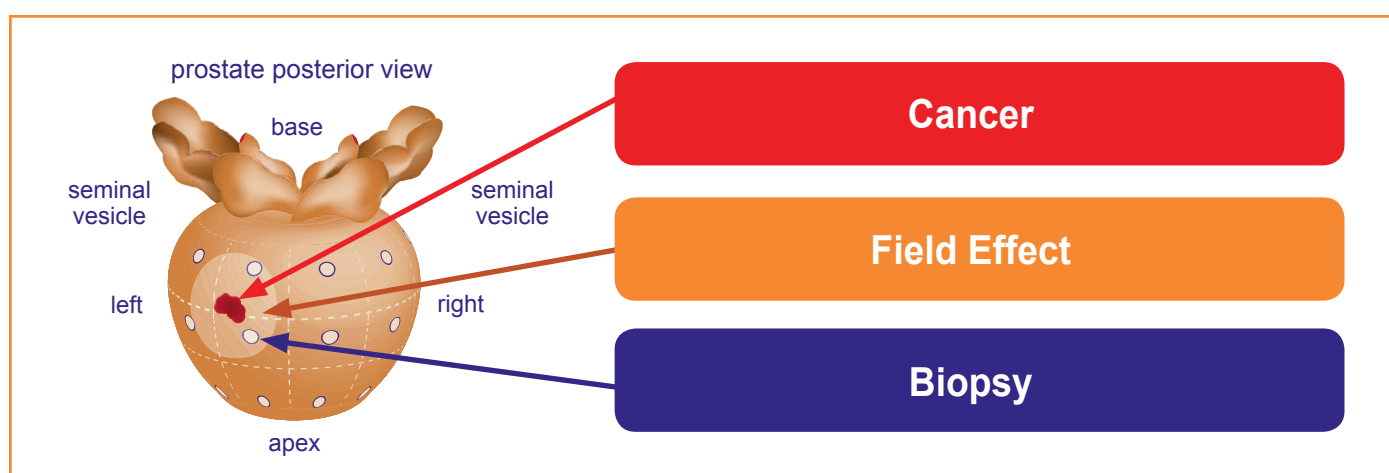 prostate posterior view
base
seminal
vesicle
seminal
vesicle
left
right
apex
Cancer
Field Effect
Biopsy